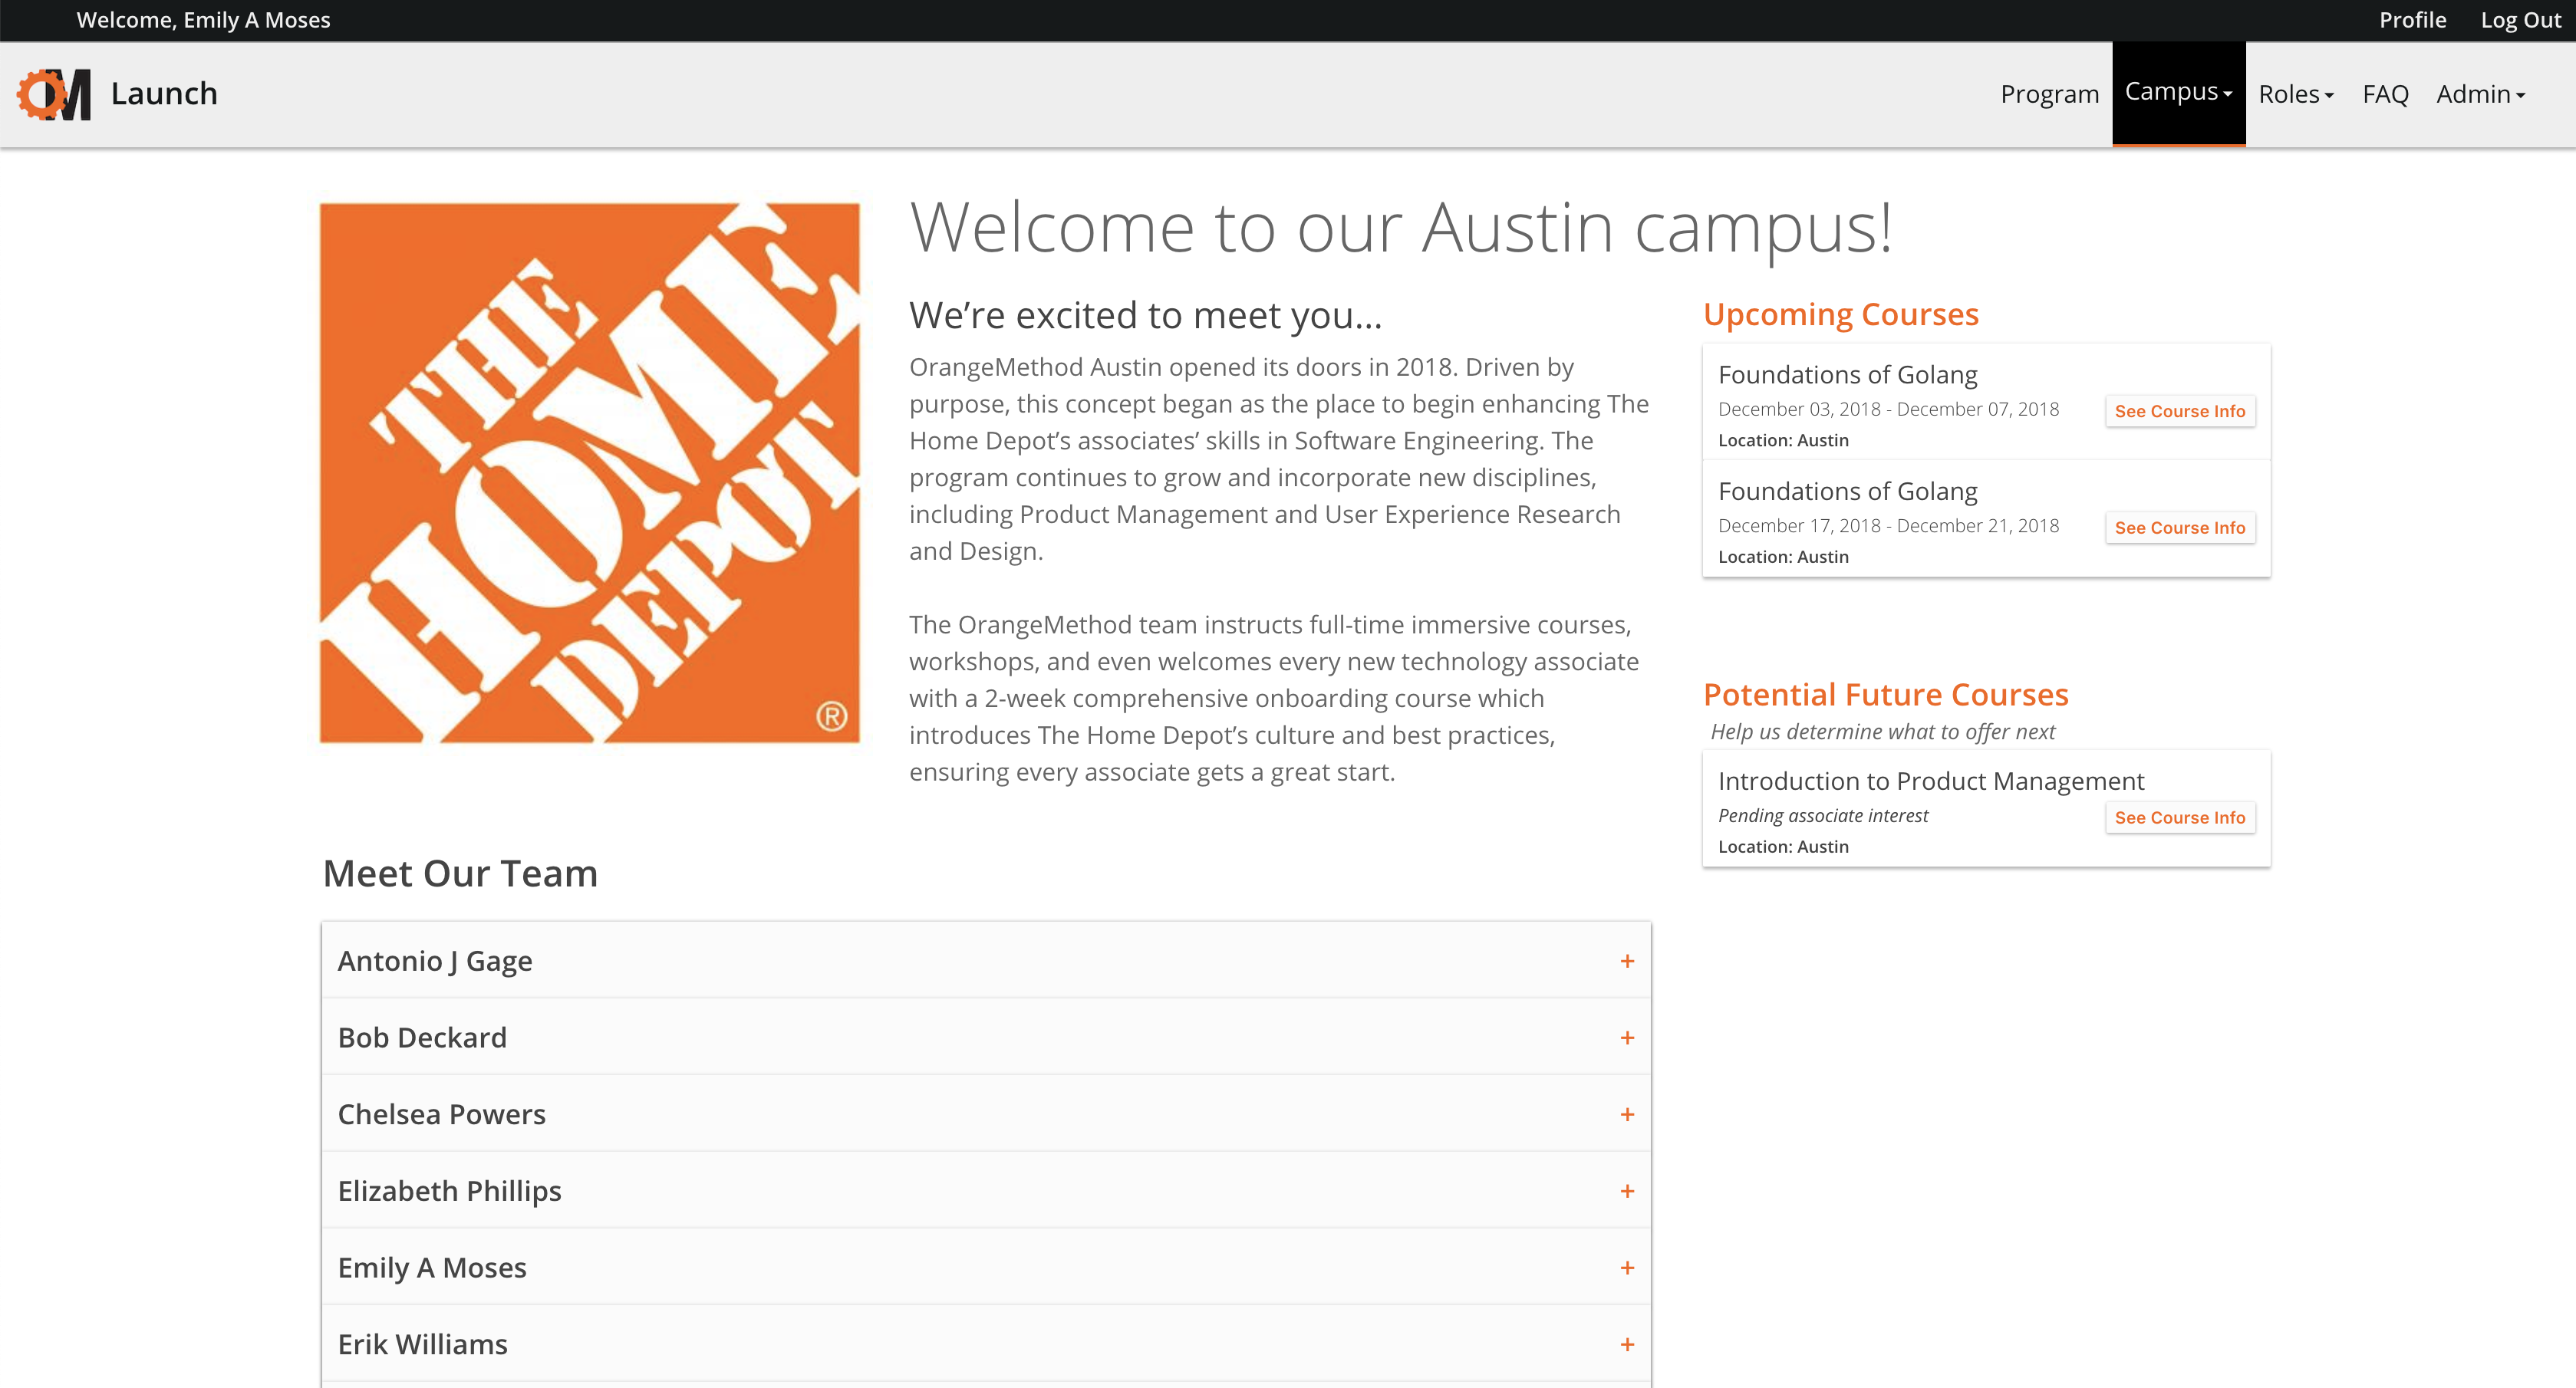 Welcome, Emily A Moses
Profile
Log Out
OM
Launch
Program
Campus
Roles
FAQ
Admin
THE
HOME
DEPOT
®
Welcome to our Austin campus!
We’re excited to meet you...
OrangeMethod Austin opened its doors in 2018. Driven by
purpose, this concept began as the place to begin enhancing The
Home Depot’s associates’ skills in Software Engineering. The
program continues to grow and incorporate new disciplines,
including Product Management and User Experience Research
and Design.
The OrangeMethod team instructs full-time immersive courses,
workshops, and even welcomes every new technology associate
with a 2-week comprehensive onboarding course which
introduces The Home Depot’s culture and best practices,
ensuring every associate gets a great start.
Upcoming Courses
Foundations of Golang
December 03, 2018 - December 07, 2018
See Course Info
Location: Austin
Foundations of Golang
December 17, 2018 - December 21, 2018
See Course Info
Location: Austin
Potential Future Courses
Help us determine what to offer next
Introduction to Product Management
Pending associate interest
See Course Info
Location: Austin
Meet Our Team
Antonio J Gage +
Bob Deckard +
Chelsea Powers +
Elizabeth Phillips +
Emily A Moses +
Erik Williams +